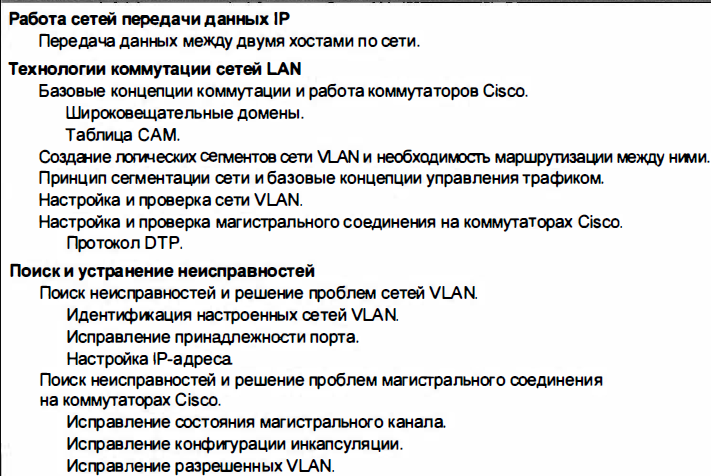 Работа сетей передачи данных IP
Передача данных между двумя хостами по сети.
Технологии коммутации сетей LAN
Базовые концепции коммутации и работа коммутаторов Cisco.
Широковещательные домены.
Таблица CAM.
Создание логических сегментов сети VLAN и необходимость маршрутизации между ними.
Принцип сегментации сети и базовые концепции управления трафиком.
Настройка и проверка сети VLAN.
Настройка и проверка магистрального соединения на коммутаторах Cisco.
Протокол DTP.
Поиск и устранение неисправностей
Поиск неисправностей и решение проблем сетей VLAN.
Идентификация настроенных сетей VLAN.
Исправление принадлежности порта.
Настройка IP-адреса.
Поиск неисправностей и решение проблем магистрального соединения
на коммутаторах Cisco.
Исправление состояния магистрального канала.
Исправление конфигурации инкапсуляции.
Исправление разрешенных VLAN.